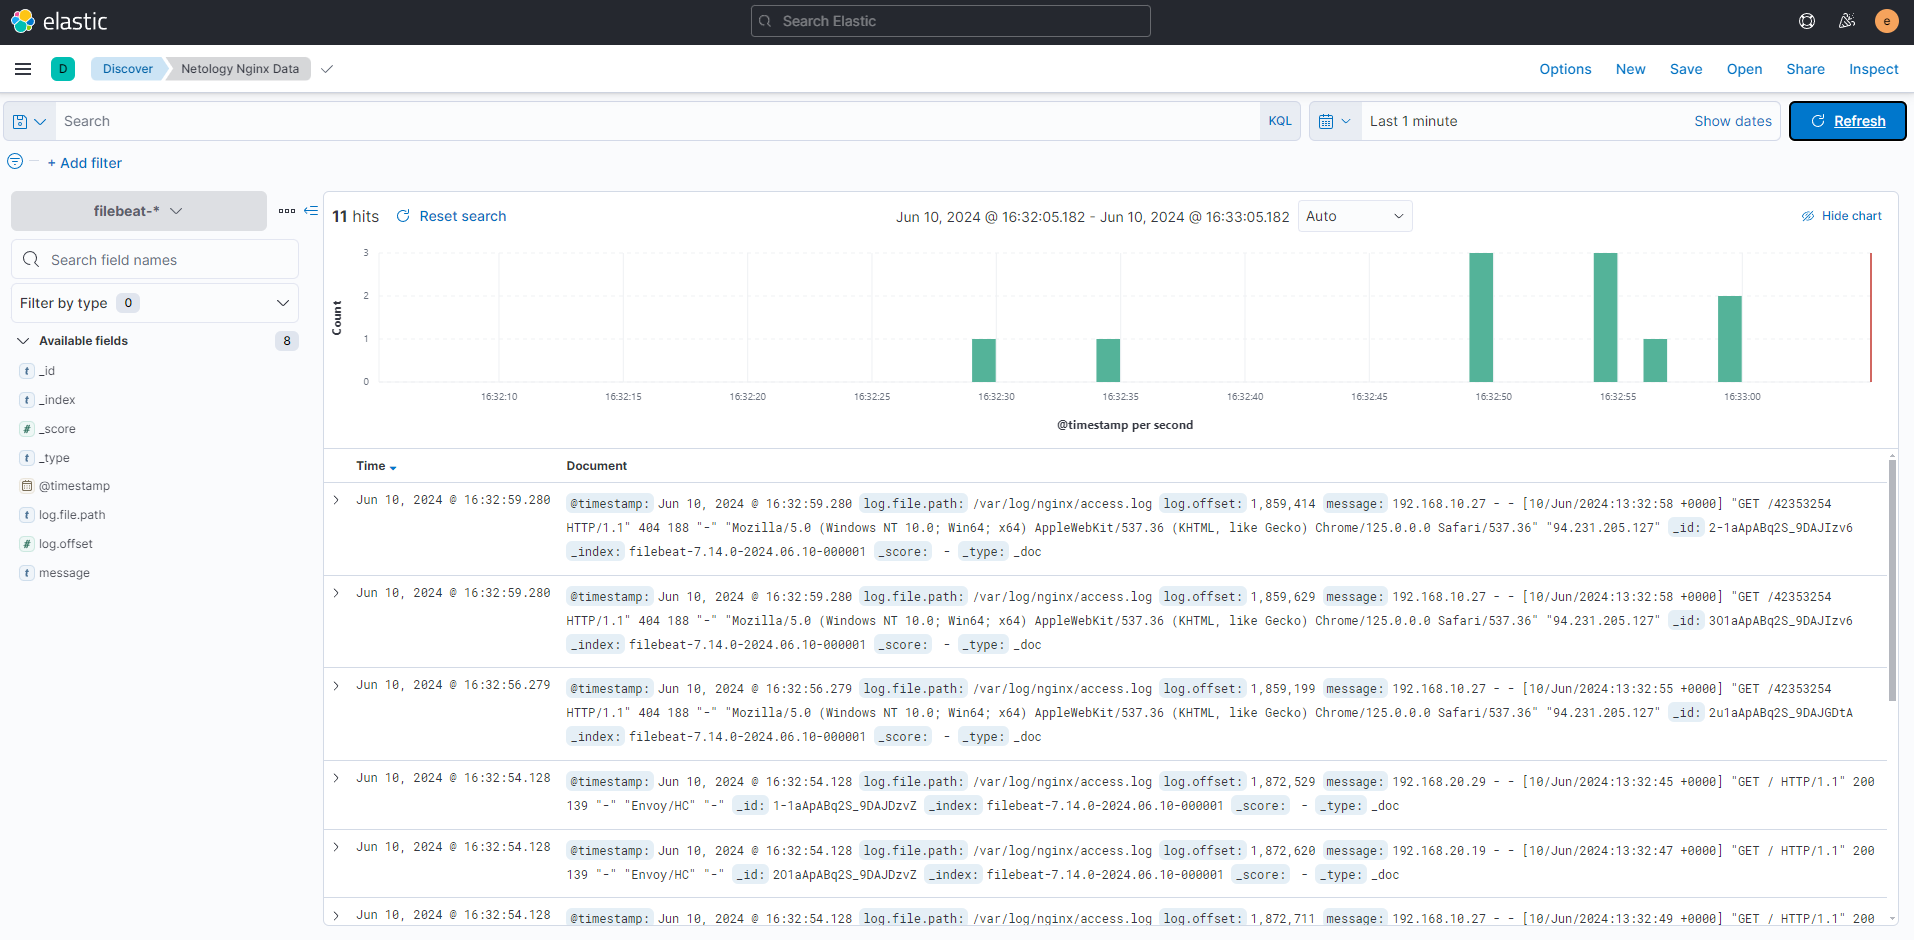 elastic
Search Elastic
e
D
Discover
Netology Nginx Data
Options
New
Save
Open
Share
Inspect
Search
KQL
Last 1 minute
Show dates
Refresh
+ Add filter
filebeat-*
Search field names
Filter by type 0
Available fields 8
t _id
t _index
# _score
t _type
@timestamp
t log.file.path
# log.offset
t message
11 hits
Reset search
Jun 10, 2024 @ 16:32:05.182 - Jun 10, 2024 @ 16:33:05.182
Auto
Hide chart
3
2
1
0
Count
16:32:10 16:32:15 16:32:20 16:32:25 16:32:30 16:32:35 16:32:40 16:32:45 16:32:50 16:32:55 16:33:00
@timestamp per second
Time Document
Jun 10, 2024 @ 16:32:59.280 @timestamp: Jun 10, 2024 @ 16:32:59.280 log.file.path: /var/log/nginx/access.log log.offset: 1,859,414 message: 192.168.10.27 - - [10/Jun/2024:13:32:58 +0000] "GET /42353254
HTTP/1.1" 404 188 "-" "Mozilla/5.0 (Windows NT 10.0; Win64; x64) AppleWebKit/537.36 (KHTML, like Gecko) Chrome/125.0.0.0 Safari/537.36" "94.231.205.127" _id: 2-1aApABq2S_9DAJIzv6
_index: filebeat-7.14.0-2024.06.10-000001 _score: - _type: _doc
Jun 10, 2024 @ 16:32:59.280 @timestamp: Jun 10, 2024 @ 16:32:59.280 log.file.path: /var/log/nginx/access.log log.offset: 1,859,629 message: 192.168.10.27 - - [10/Jun/2024:13:32:58 +0000] "GET /42353254
HTTP/1.1" 404 188 "-" "Mozilla/5.0 (Windows NT 10.0; Win64; x64) AppleWebKit/537.36 (KHTML, like Gecko) Chrome/125.0.0.0 Safari/537.36" "94.231.205.127" _id: 3O1aApABq2S_9DAJIzv6
_index: filebeat-7.14.0-2024.06.10-000001 _score: - _type: _doc
Jun 10, 2024 @ 16:32:56.279 @timestamp: Jun 10, 2024 @ 16:32:56.279 log.file.path: /var/log/nginx/access.log log.offset: 1,859,199 message: 192.168.10.27 - - [10/Jun/2024:13:32:55 +0000] "GET /42353254
HTTP/1.1" 404 188 "-" "Mozilla/5.0 (Windows NT 10.0; Win64; x64) AppleWebKit/537.36 (KHTML, like Gecko) Chrome/125.0.0.0 Safari/537.36" "94.231.205.127" _id: 2u1aApABq2S_9DAJGDtA
_index: filebeat-7.14.0-2024.06.10-000001 _score: - _type: _doc
Jun 10, 2024 @ 16:32:54.128 @timestamp: Jun 10, 2024 @ 16:32:54.128 log.file.path: /var/log/nginx/access.log log.offset: 1,872,529 message: 192.168.20.29 - - [10/Jun/2024:13:32:45 +0000] "GET / HTTP/1.1" 200
139 "-" "Envoy/HC" "-" _id: 1-1aApABq2S_9DAJDzvZ _index: filebeat-7.14.0-2024.06.10-000001 _score: - _type: _doc
Jun 10, 2024 @ 16:32:54.128 @timestamp: Jun 10, 2024 @ 16:32:54.128 log.file.path: /var/log/nginx/access.log log.offset: 1,872,620 message: 192.168.20.19 - - [10/Jun/2024:13:32:47 +0000] "GET / HTTP/1.1" 200
139 "-" "Envoy/HC" "-" _id: 2O1aApABq2S_9DAJDzvZ _index: filebeat-7.14.0-2024.06.10-000001 _score: - _type: _doc
Jun 10, 2024 @ 16:32:54.128 @timestamp: Jun 10, 2024 @ 16:32:54.128 log.file.path: /var/log/nginx/access.log log.offset: 1,872,711 message: 192.168.10.27 - - [10/Jun/2024:13:32:49 +0000] "GET / HTTP/1.1" 200